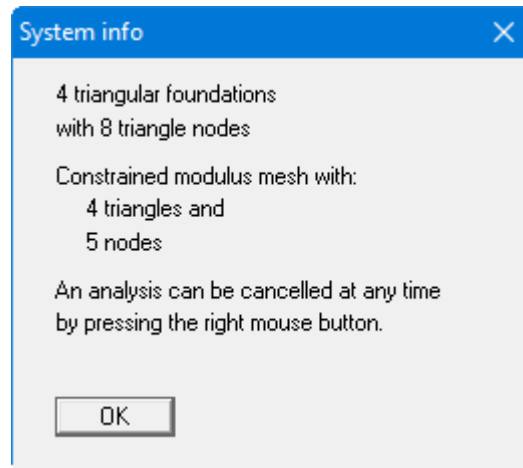 System info
4 triangular foundations
with 8 triangle nodes
Constrained modulus mesh with:
4 triangles and
5 nodes
An analysis can be cancelled at any time
by pressing the right mouse button.
OK